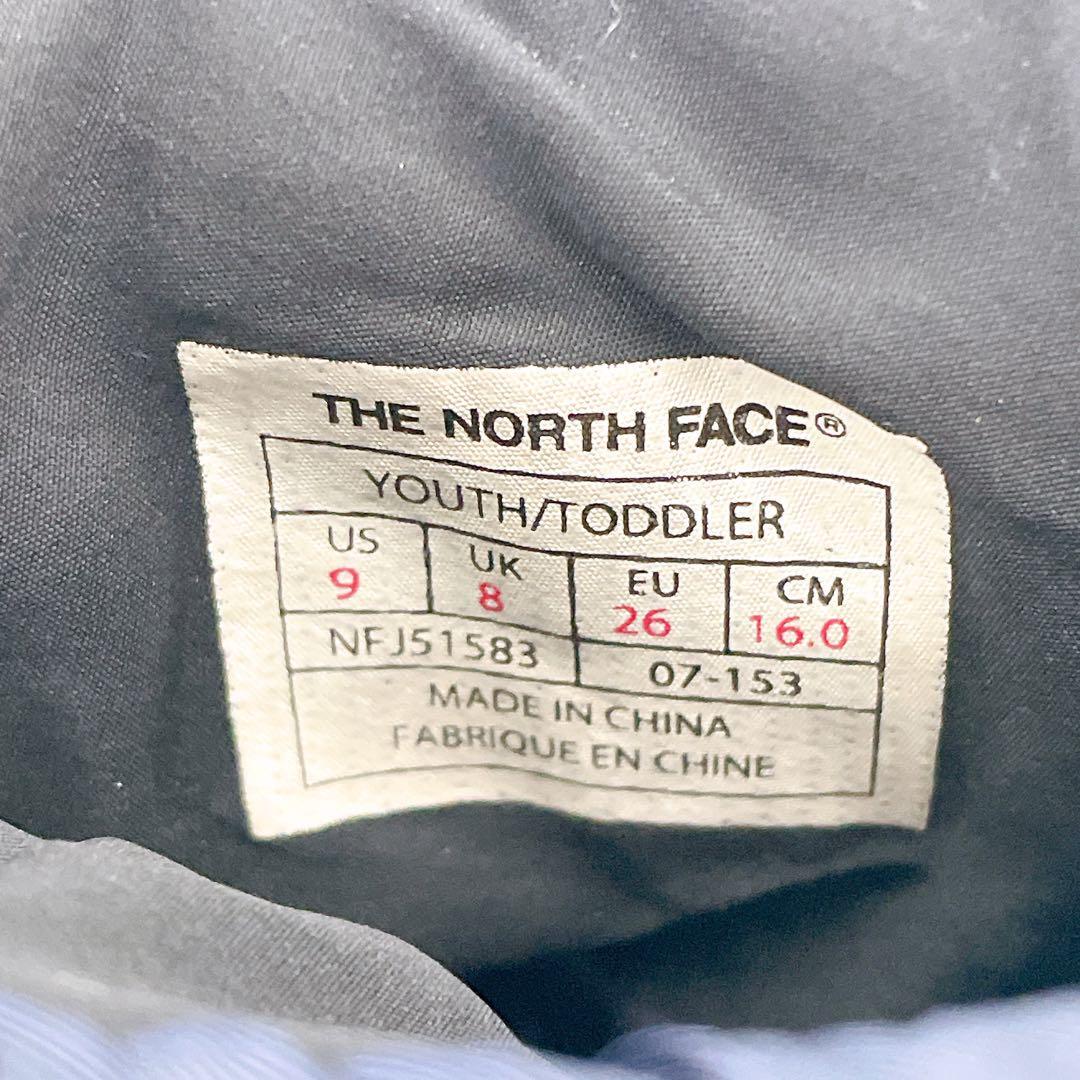 THE NORTH FACE®
YOUTH/TODDLER
US UK EU CM
9 8 26 16.0
NFJ51583 07-153
MADE IN CHINA
FABRIQUE EN CHINE